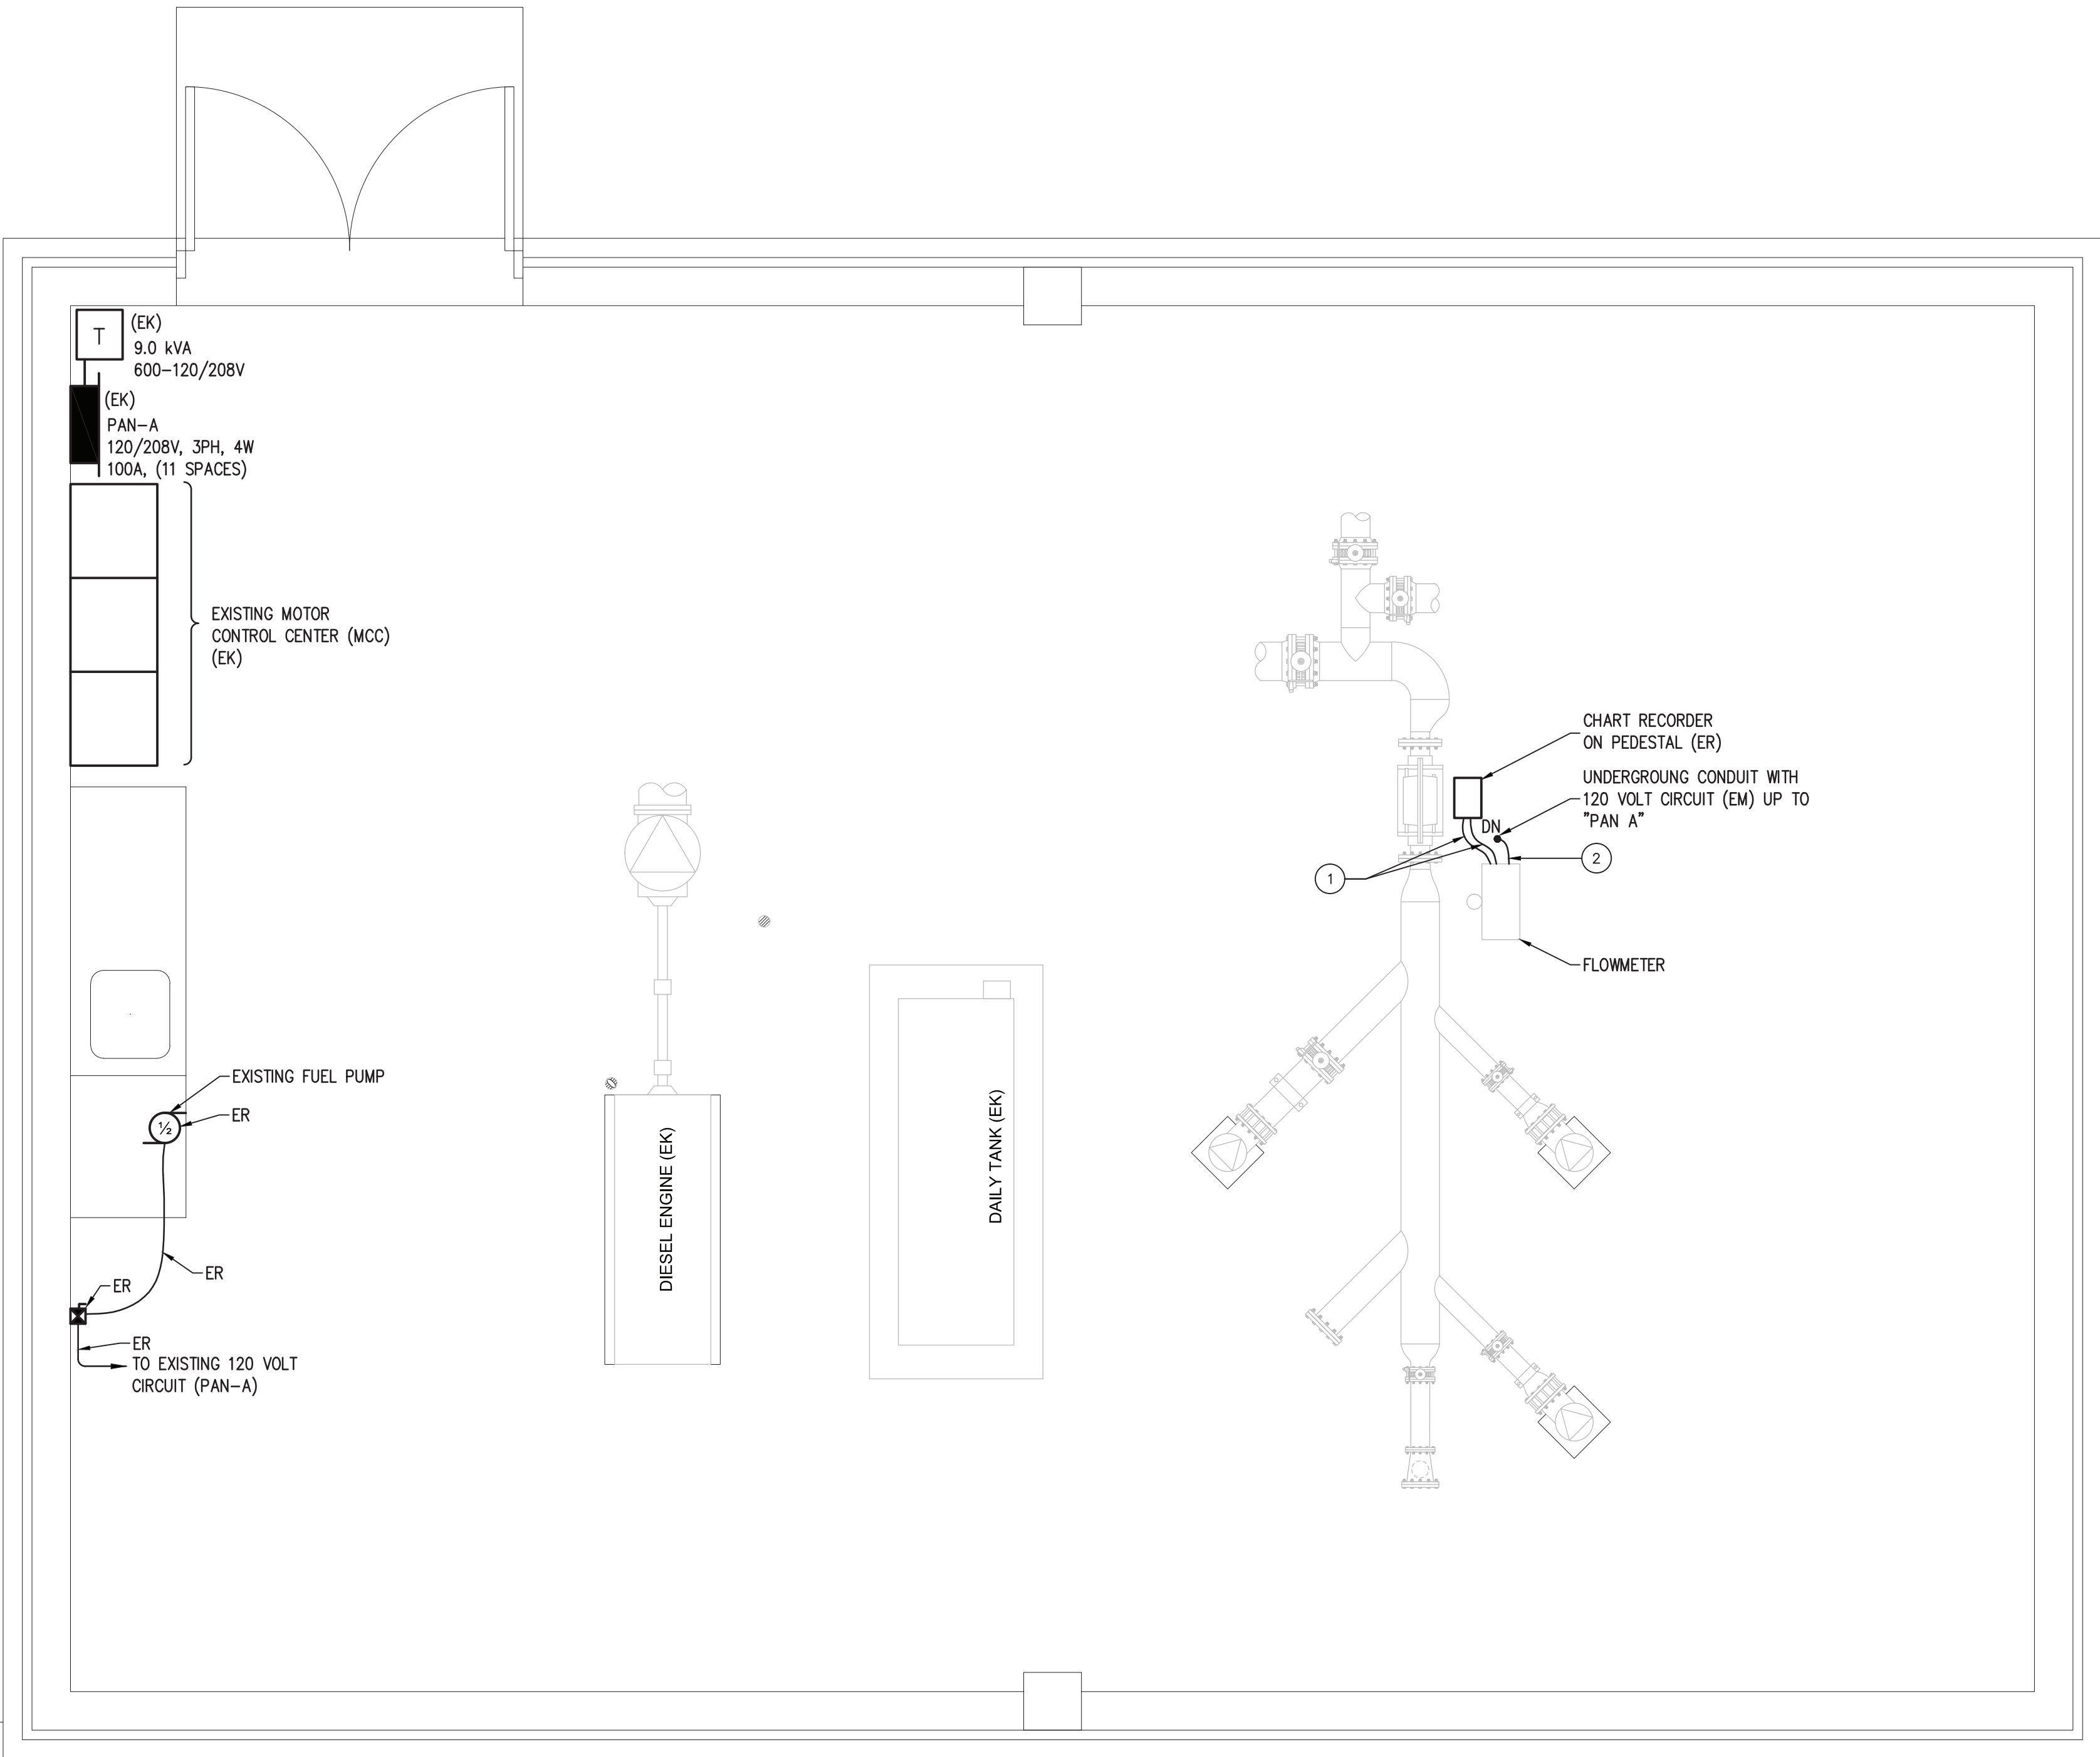 T
(EK)
9.0 kVA
600-120/208V
(EK)
PAN-A
120/208V, 3PH, 4W
100A, (11 SPACES)
EXISTING MOTOR
CONTROL CENTER (MCC)
(EK)
CHART RECORDER
ON PEDESTAL (ER)
UNDERGROUNG CONDUIT WITH
120 VOLT CIRCUIT (EM) UP TO
"PAN A"
DN
1
2
FLOWMETER
EXISTING FUEL PUMP
½
ER
DIESEL ENGINE (EK)
DAILY TANK (EK)
ER
ER
ER
TO EXISTING 120 VOLT
CIRCUIT (PAN-A)